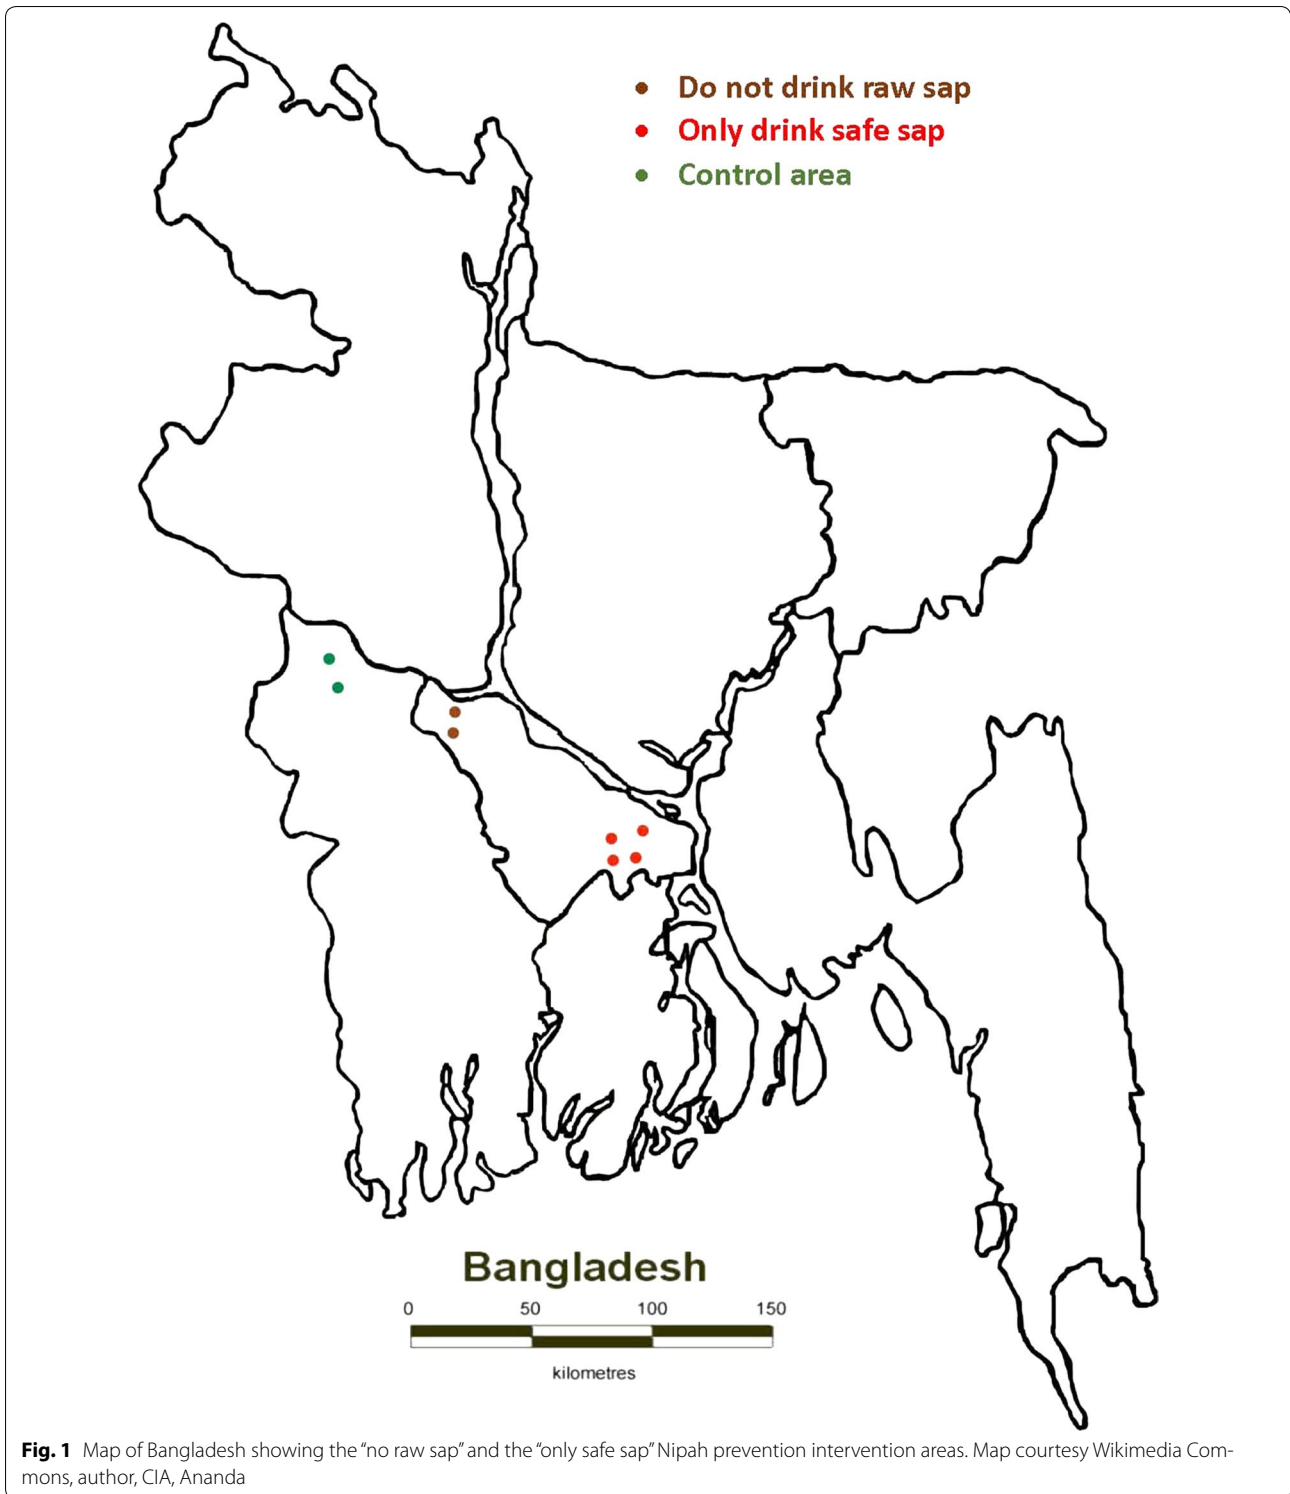 Do not drink raw sap
Only drink safe sap
Control area
Bangladesh
0 50 100 150
kilometres
Fig. 1 Map of Bangladesh showing the “no raw sap” and the “only safe sap” Nipah prevention intervention areas. Map courtesy Wikimedia Com-
mons, author, CIA, Ananda